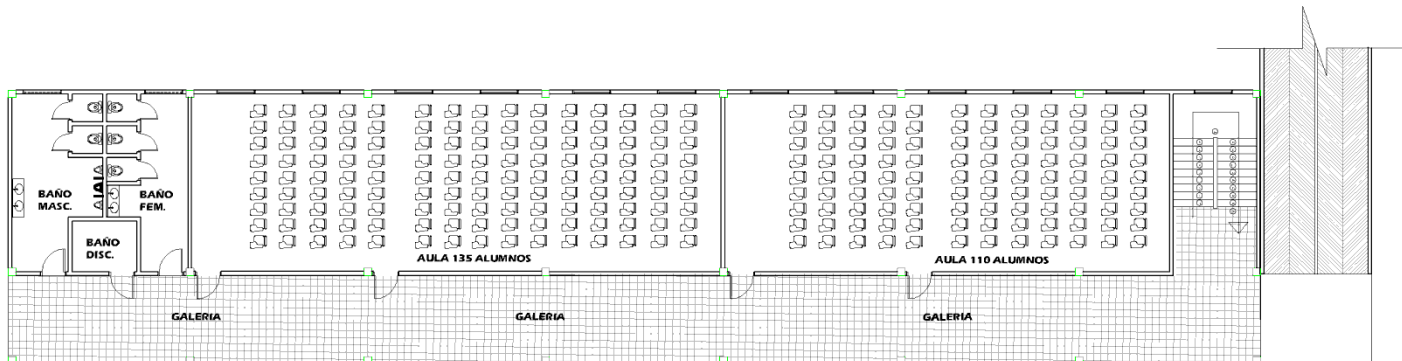 BAÑO
MASC.
BAÑO
FEM.
BAÑO
DISC.
AULA 135 ALUMNOS
AULA 110 ALUMNOS
GALERIA
GALERIA
GALERIA